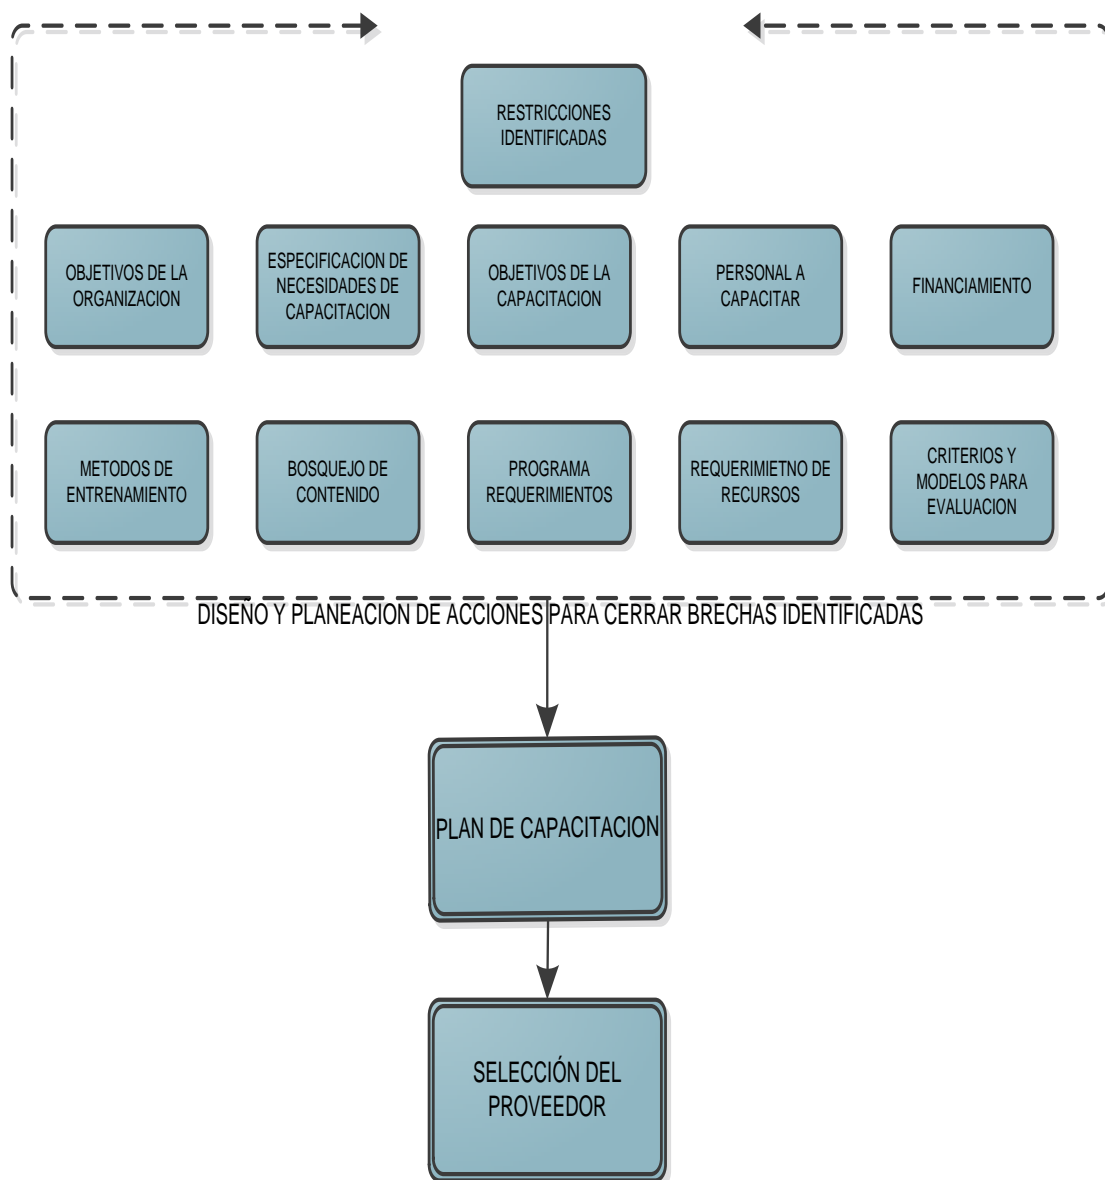 RESTRICCIONES
IDENTIFICADAS
OBJETIVOS DE LA
ORGANIZACION
ESPECIFICACION DE
NECESIDADES DE
CAPACITACION
OBJETIVOS DE LA
CAPACITACION
PERSONAL A
CAPACITAR
FINANCIAMIENTO
METODOS DE
ENTRENAMIENTO
BOSQUEJO DE
CONTENIDO
PROGRAMA
REQUERIMIENTOS
REQUERIMIETNO DE
RECURSOS
CRITERIOS Y
MODELOS PARA
EVALUACION
DISEÑO Y PLANEACION DE ACCIONES PARA CERRAR BRECHAS IDENTIFICADAS
PLAN DE CAPACITACION
SELECCIÓN DEL
PROVEEDOR